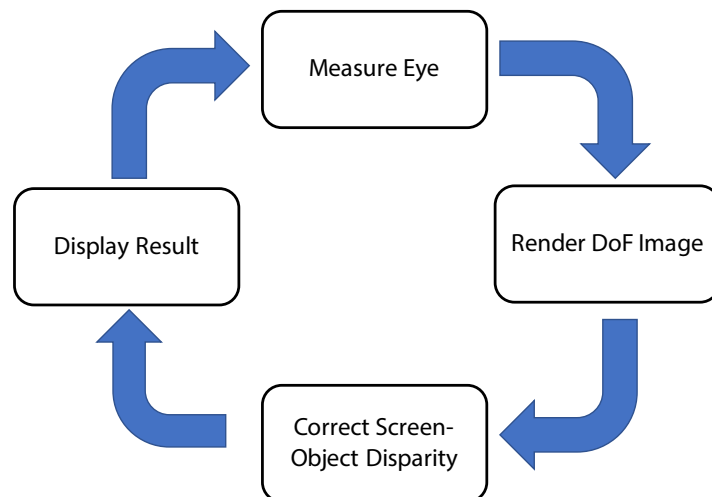 Measure Eye
Display Result
Render DoF Image
Correct Screen-
Object Disparity